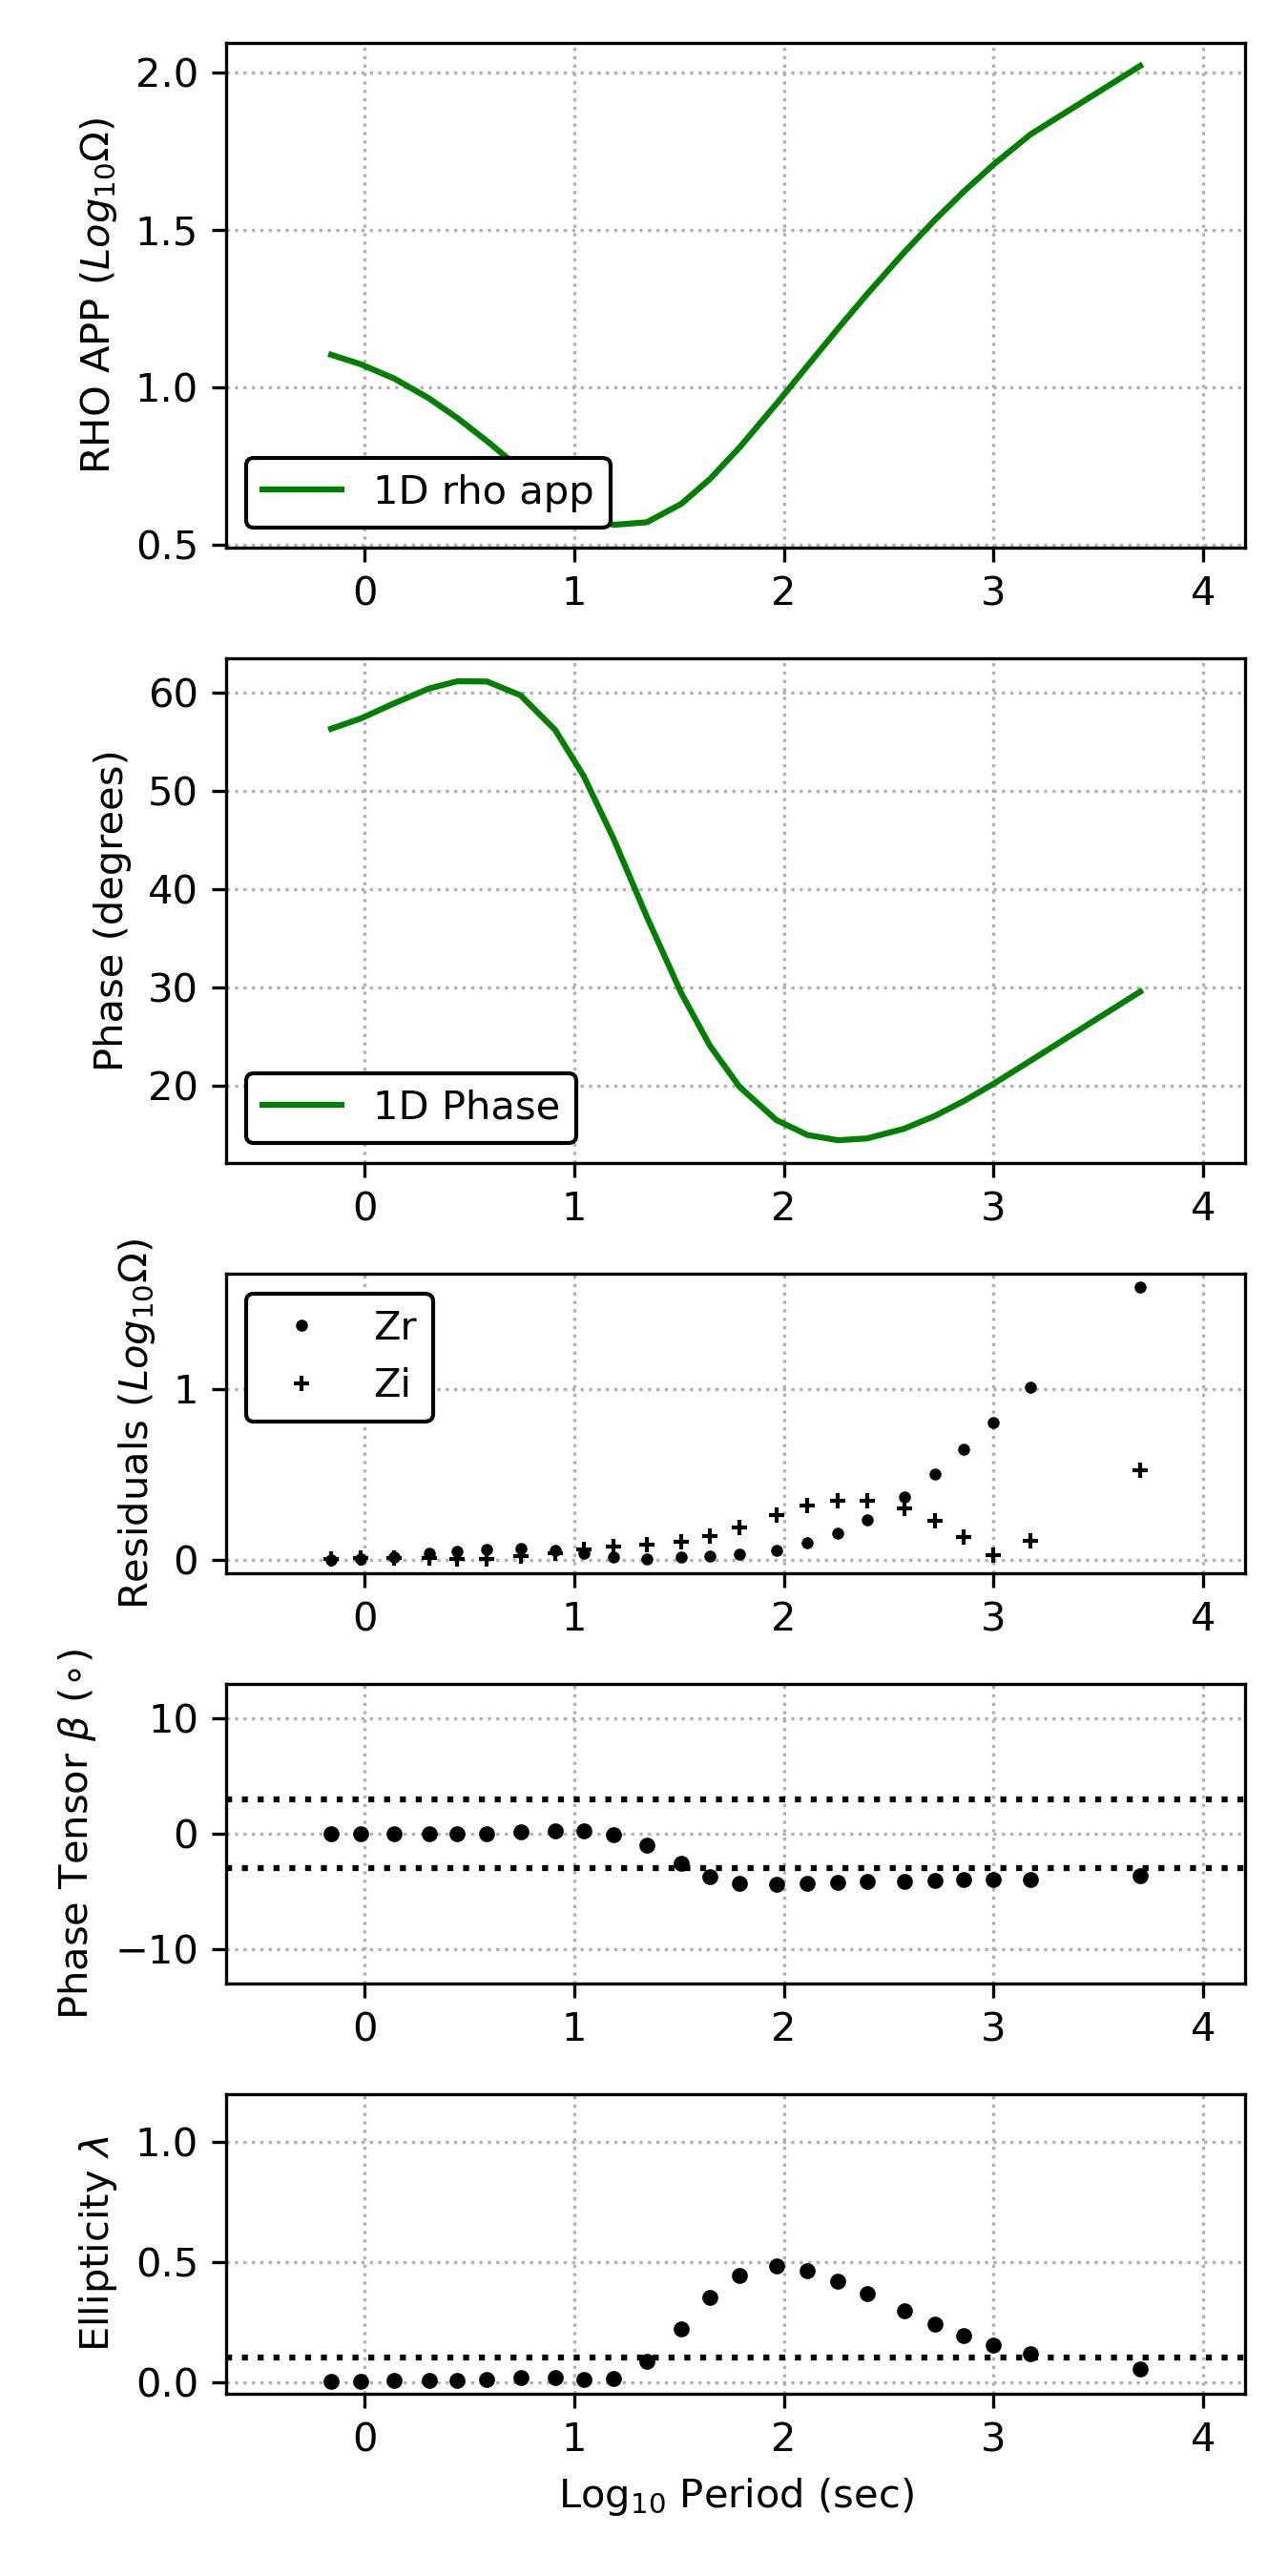 RHO APP (Log₁₀Ω)
2.0
1.5
1.0
0.5
1D rho app
0 1 2 3 4
Phase (degrees)
60
50
40
30
20
1D Phase
0 1 2 3 4
Residuals (Log₁₀Ω)
1
0
Zr
Zi
0 1 2 3 4
Phase Tensor β (∘)
10
0
−10
0 1 2 3 4
Ellipticity λ
1.0
0.5
0.0
0 1 2 3 4
Log₁₀ Period (sec)